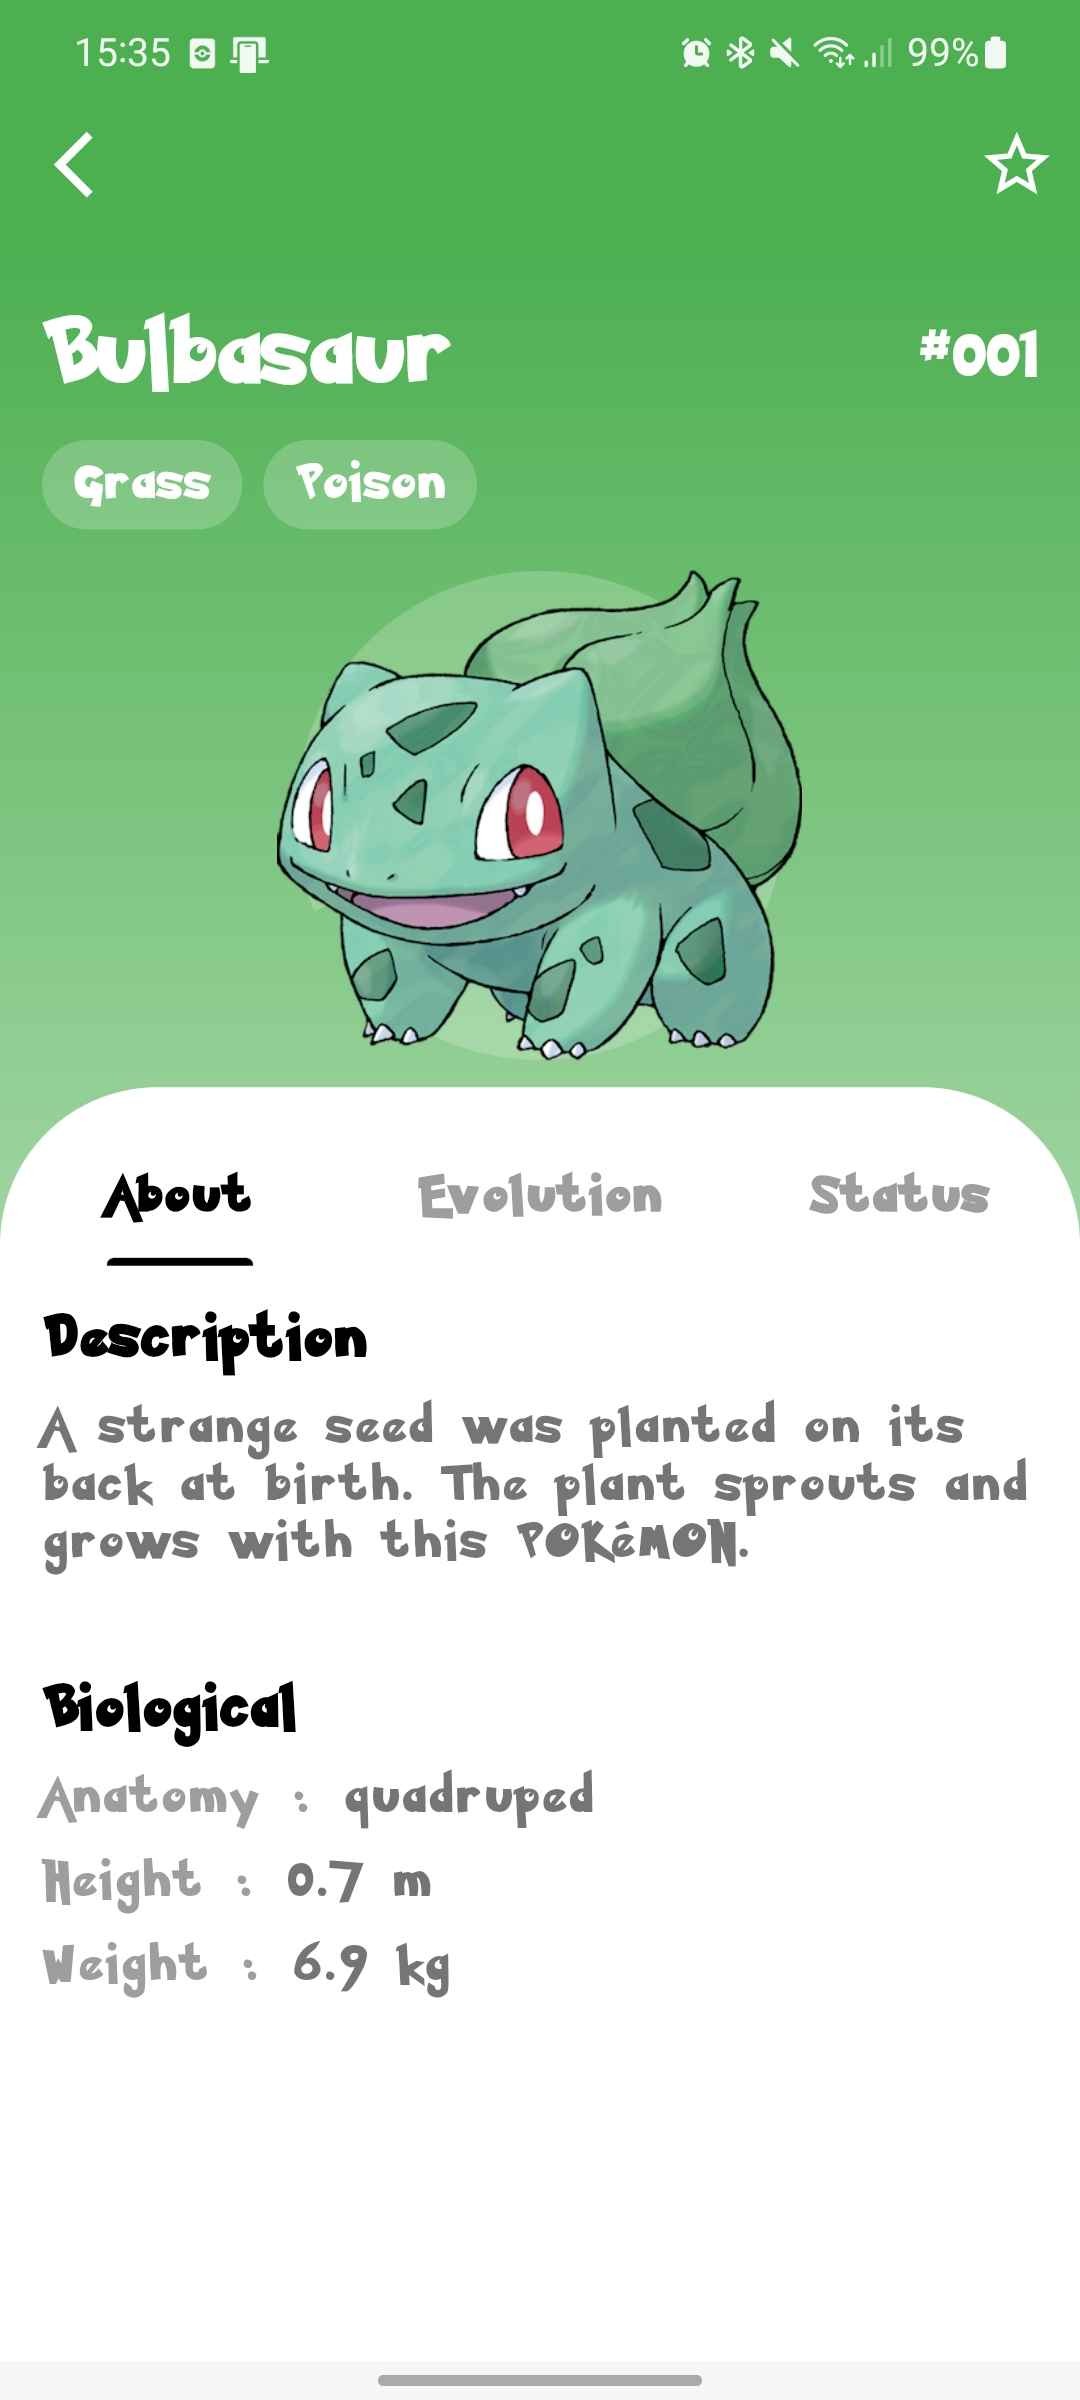 15:35 99%
Bulbasaur #001
Grass Poison
About Evolution Status
Description
A strange seed was planted on its
back at birth. The plant sprouts and
grows with this POKéMON.
Biological
Anatomy : quadruped
Height : 0.7 m
Weight : 6.9 kg